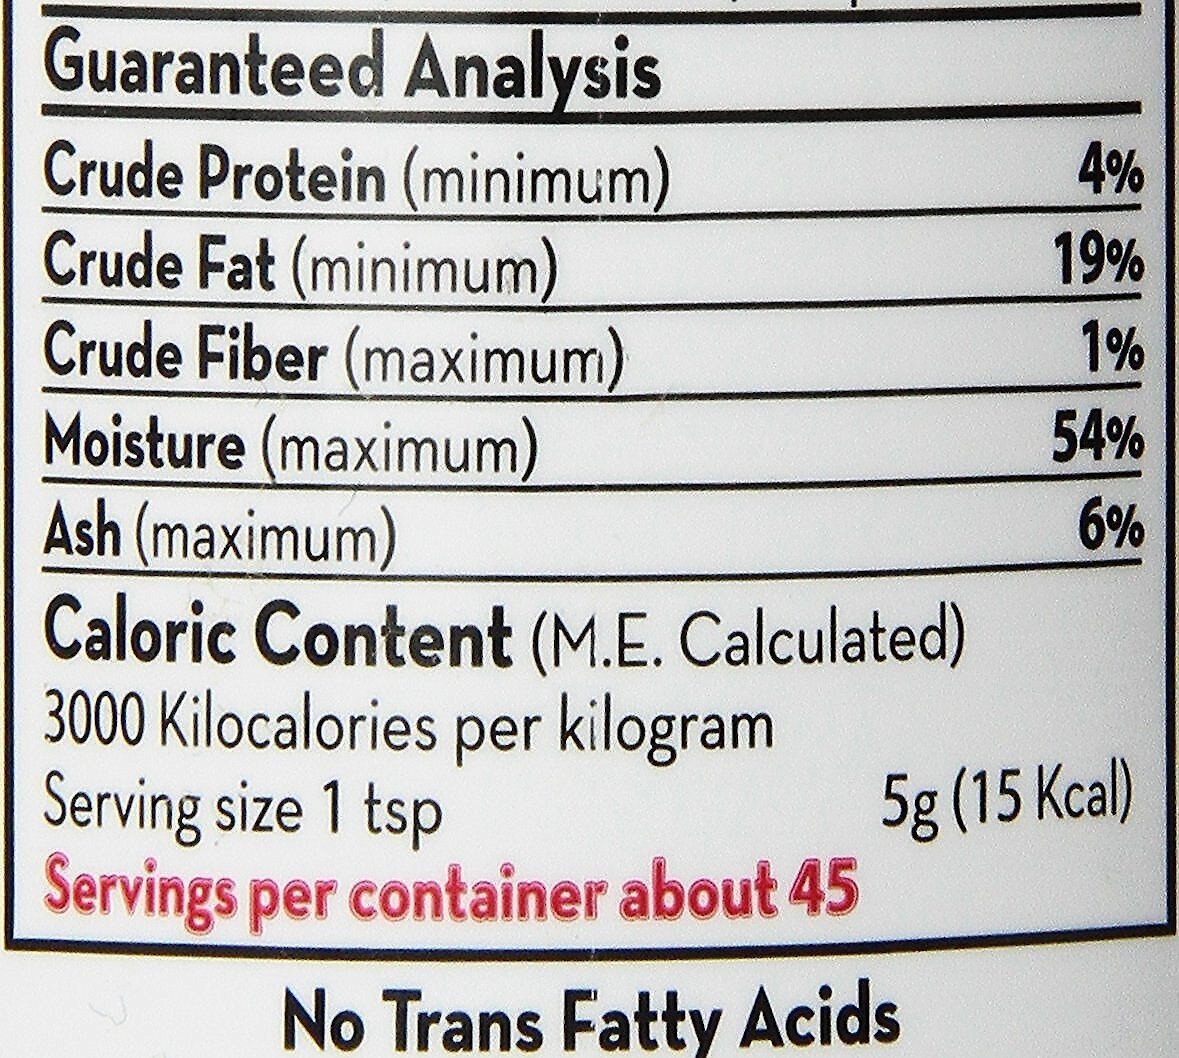 Guaranteed Analysis
Crude Protein (minimum) 4%
Crude Fat (minimum) 19%
Crude Fiber (maximum) 1%
Moisture (maximum) 54%
Ash (maximum) 6%
Caloric Content (M.E. Calculated)
3000 Kilocalories per kilogram
Serving size 1 tsp 5g (15 Kcal)
Servings per container about 45
No Trans Fatty Acids